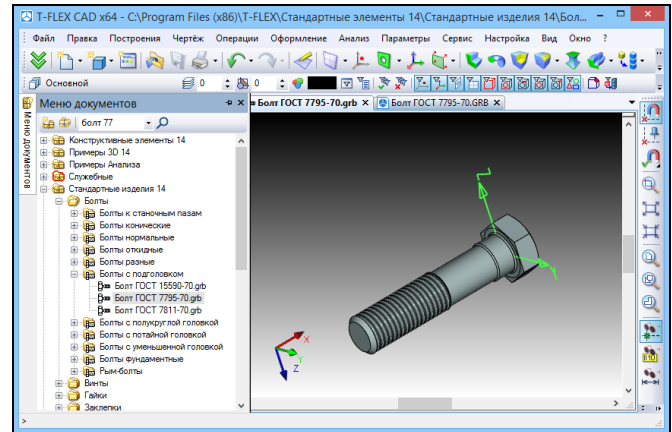 T-FLEX CAD x64 - C:\Program Files (x86)\T-FLEX\Стандартные элементы 14\Стандартные изделия 14\Бол...
Файл Правка Построения Чертёж Операции Оформление Анализ Параметры Сервис Настройка Вид Окно ?
Основной 0 0
Меню документов
Болт ГОСТ 7795-70.grb Болт ГОСТ 7795-70.GRB
Меню документов
болт 77
Конструктивные элементы 14
Примеры 3D 14
Примеры Анализа
Служебные
Стандартные изделия 14
Болты
Болты к станочным пазам
Болты конические
Болты нормальные
Болты откидные
Болты разные
Болты с подголовком
Болт ГОСТ 15590-70.grb
Болт ГОСТ 7795-70.grb
Болт ГОСТ 7811-70.grb
Болты с полукруглой головкой
Болты с потайной головкой
Болты с уменьшенной головкой
Болты фундаментные
Рым-болты
Винты
Гайки
Заклепки
Z
Y
X
Y
Z
>